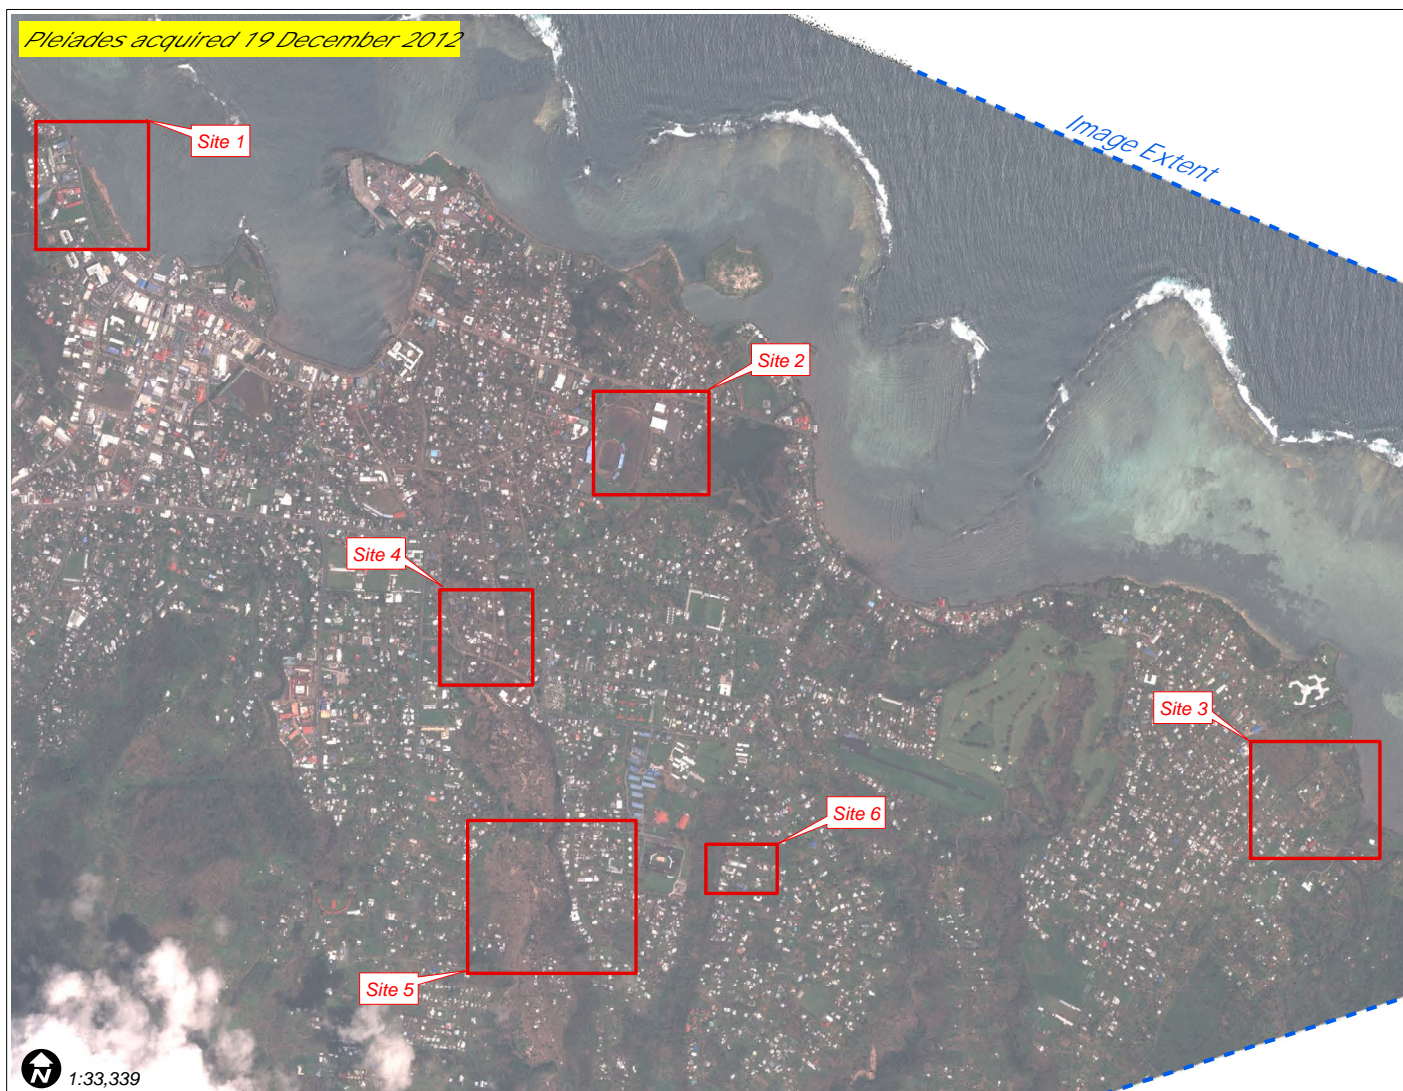 Pleiades acquired 19 December 2012
Image Extent
Site 1
Site 2
Site 4
Site 3
Site 6
Site 5
N
1:33,339